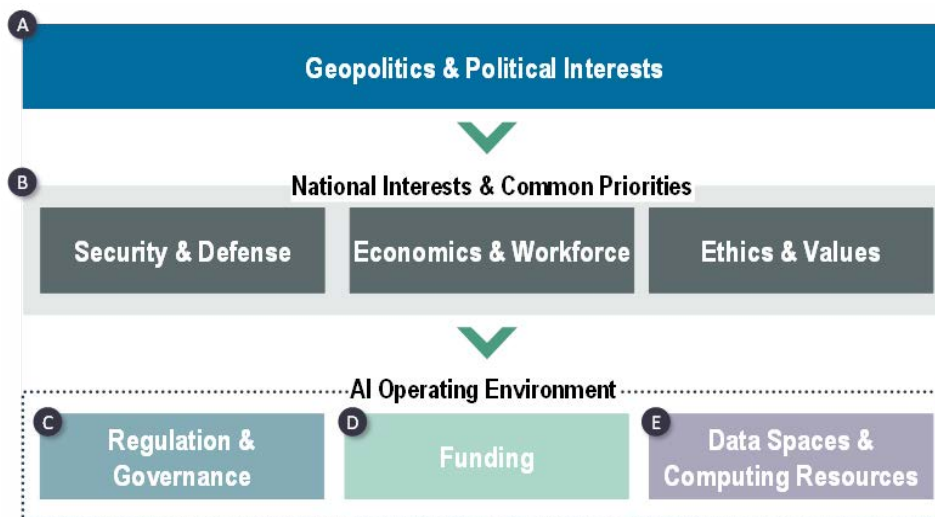 A
Geopolitics & Political Interests
B
National Interests & Common Priorities
Security & Defense
Economics & Workforce
Ethics & Values
AI Operating Environment
C
Regulation &
Governance
D
Funding
E
Data Spaces &
Computing Resources